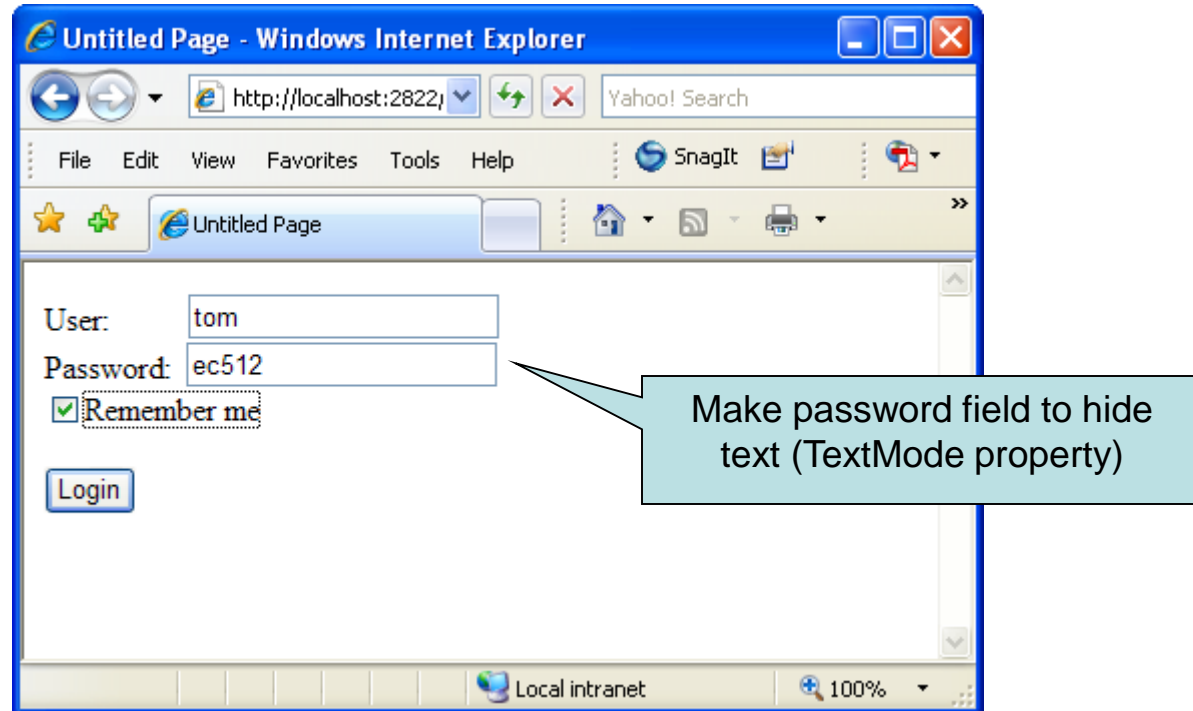 Untitled Page - Windows Internet Explorer
http://localhost:2822/
Yahoo! Search
File Edit View Favorites Tools Help SnagIt
Untitled Page
»
User: tom
Password: ec512
Remember me
Make password field to hide
text (TextMode property)
Login
Local intranet 100%